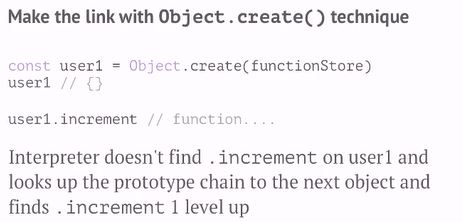 Make the link with Object.create() technique
const user1 = Object.create(functionStore)
user1 // {}
user1.increment // function....
Interpreter doesn't find .increment on user1 and
looks up the prototype chain to the next object and
finds .increment 1 level up